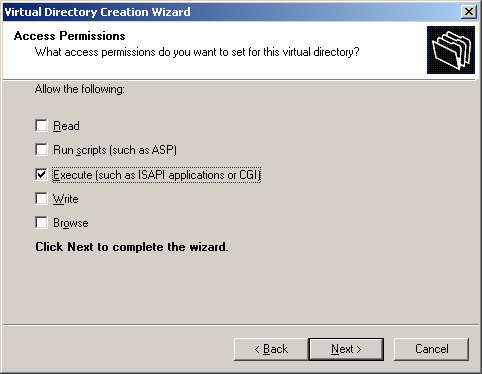 Virtual Directory Creation Wizard
Access Permissions
What access permissions do you want to set for this virtual directory?
Allow the following:
Read
Run scripts (such as ASP)
Execute (such as ISAPI applications or CGI)
Write
Browse
Click Next to complete the wizard.
< Back Next > Cancel